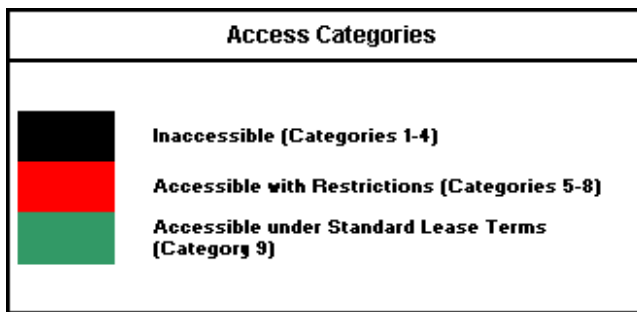 Access Categories
Inaccessible (Categories 1-4)
Accessible with Restrictions (Categories 5-8)
Accessible under Standard Lease Terms
(Category 9)